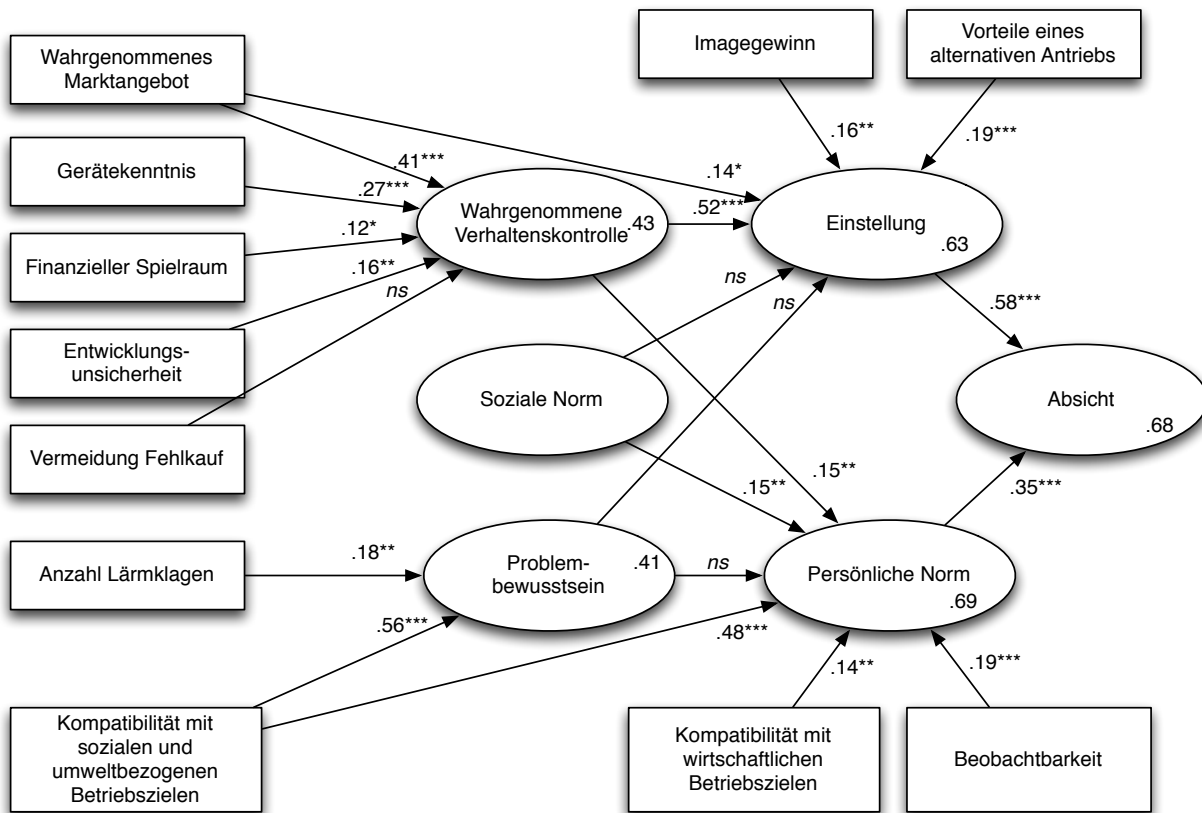 Wahrgenommenes
Marktangebot
Imagegewinn
Vorteile eines
alternativen Antriebs
.16**
.19***
Gerätekenntnis
.41***
.14*
.27***
Wahrgenommene
Verhaltenskontrolle
.43
.52***
Einstellung
.63
Finanzieller Spielraum
.12*
.16**
ns
ns
ns
.58***
Entwicklungs-
unsicherheit
Soziale Norm
Absicht
.68
Vermeidung Fehlkauf
.15**
.15**
.35***
Anzahl Lärmklagen
.18**
Problem-
bewusstsein
.41
ns
Persönliche Norm
.69
.56***
.48***
.14**
.19***
Kompatibilität mit
sozialen und
umweltbezogenen
Betriebszielen
Kompatibilität mit
wirtschaftlichen
Betriebszielen
Beobachtbarkeit